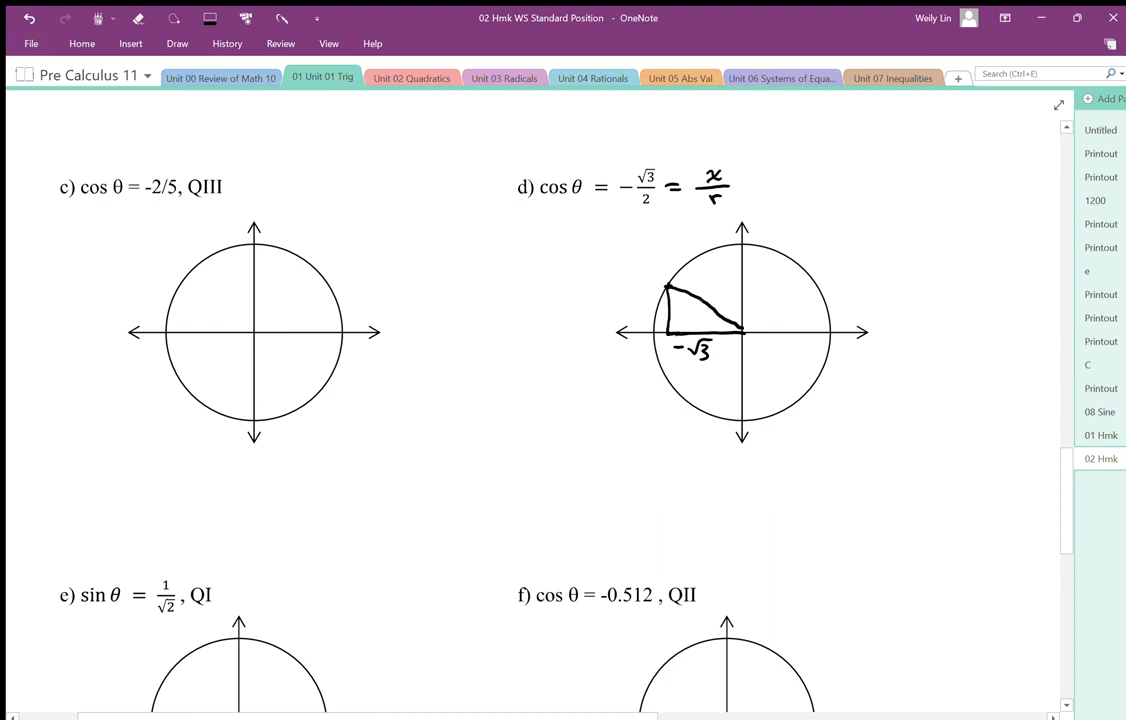 02 Hmk WS Standard Position - OneNote
Weily Lin
File Home Insert Draw History Review View Help
Pre Calculus 11
Unit 00 Review of Math 10
01 Unit 01 Trig
Unit 02 Quadratics
Unit 03 Radicals
Unit 04 Rationals
Unit 05 Abs Val
Unit 06 Systems of Equa...
Unit 07 Inequalities
Search (Ctrl+E)
Add Pa
Untitled
Printout
Printout
1200
Printout
Printout
e
Printout
Printout
Printout
C
Printout
08 Sine
01 Hmk
02 Hmk
c) cos θ = -2/5, QIII
d) cos θ = −√3/2 = x/r
−√3
e) sin θ = 1/√2 , QI
f) cos θ = -0.512 , QII